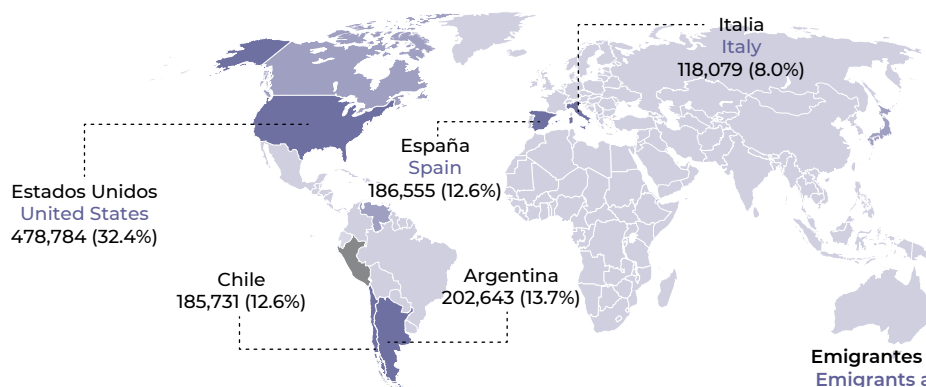 Italia
Italy
118,079 (8.0%)
España
Spain
186,555 (12.6%)
Estados Unidos
United States
478,784 (32.4%)
Chile
185,731 (12.6%)
Argentina
202,643 (13.7%)
Emigrantes
Emigrants a